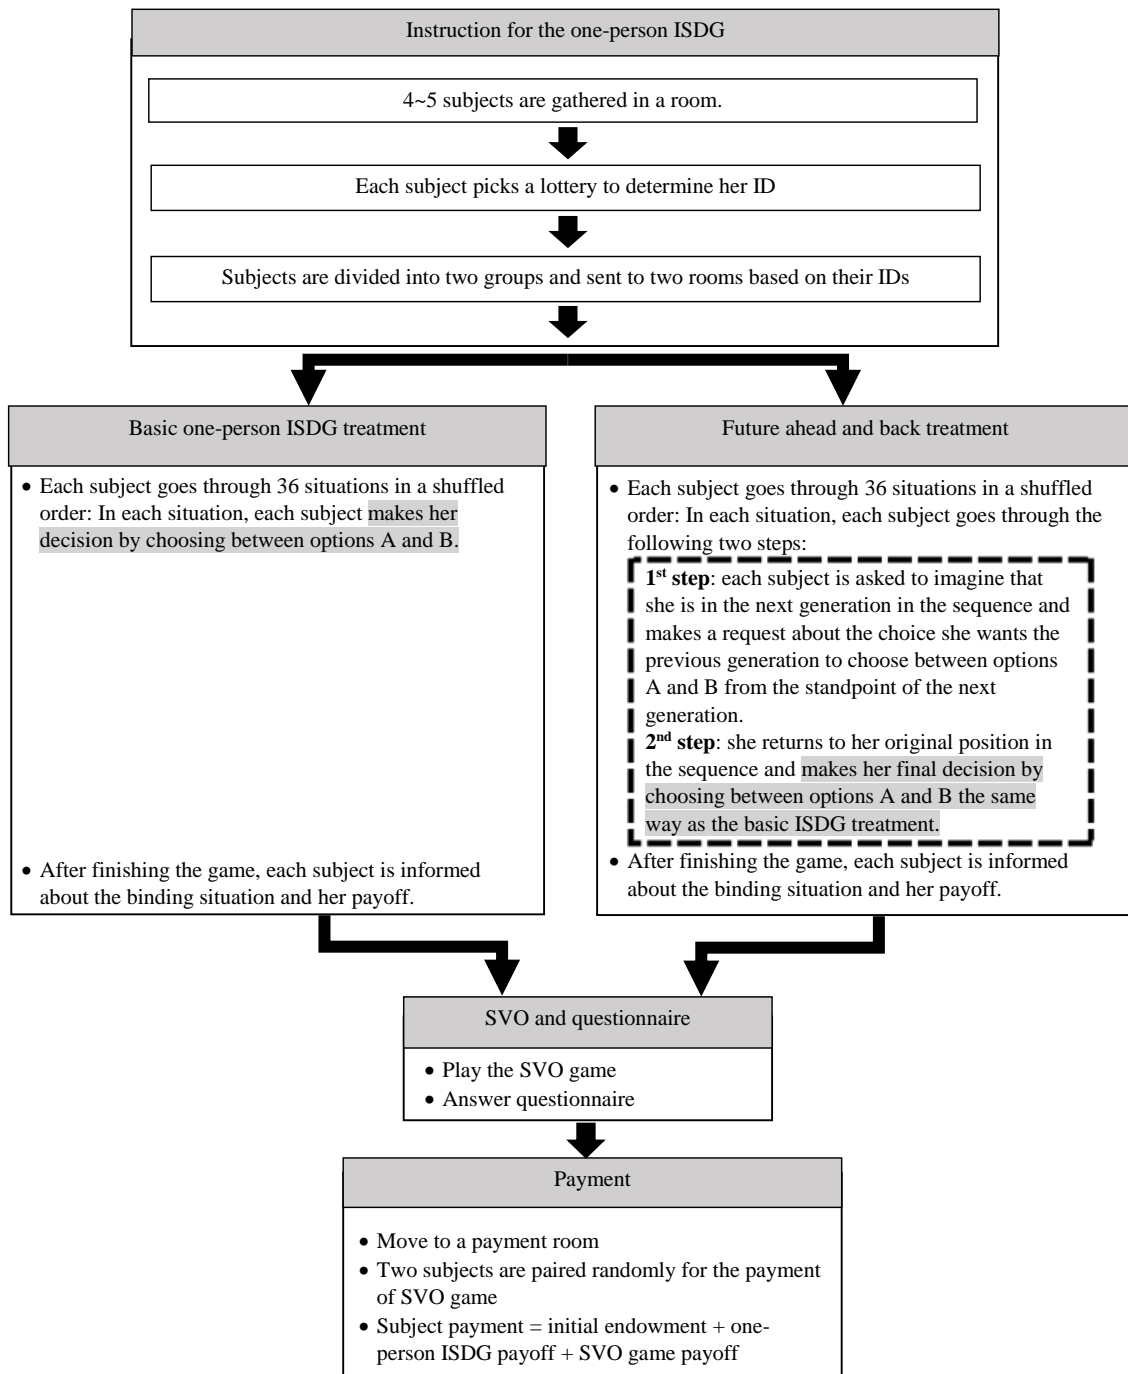 Instruction for the one-person ISDG
4~5 subjects are gathered in a room.
Each subject picks a lottery to determine her ID
Subjects are divided into two groups and sent to two rooms based on their IDs
Basic one-person ISDG treatment
• Each subject goes through 36 situations in a shuffled
order: In each situation, each subject makes her
decision by choosing between options A and B.
• After finishing the game, each subject is informed
about the binding situation and her payoff.
Future ahead and back treatment
• Each subject goes through 36 situations in a shuffled
order: In each situation, each subject goes through the
following two steps:
1st step: each subject is asked to imagine that
she is in the next generation in the sequence and
makes a request about the choice she wants the
previous generation to choose between options
A and B from the standpoint of the next
generation.
2nd step: she returns to her original position in
the sequence and makes her final decision by
choosing between options A and B the same
way as the basic ISDG treatment.
• After finishing the game, each subject is informed
about the binding situation and her payoff.
SVO and questionnaire
• Play the SVO game
• Answer questionnaire
Payment
• Move to a payment room
• Two subjects are paired randomly for the payment
of SVO game
• Subject payment = initial endowment + one-
person ISDG payoff + SVO game payoff